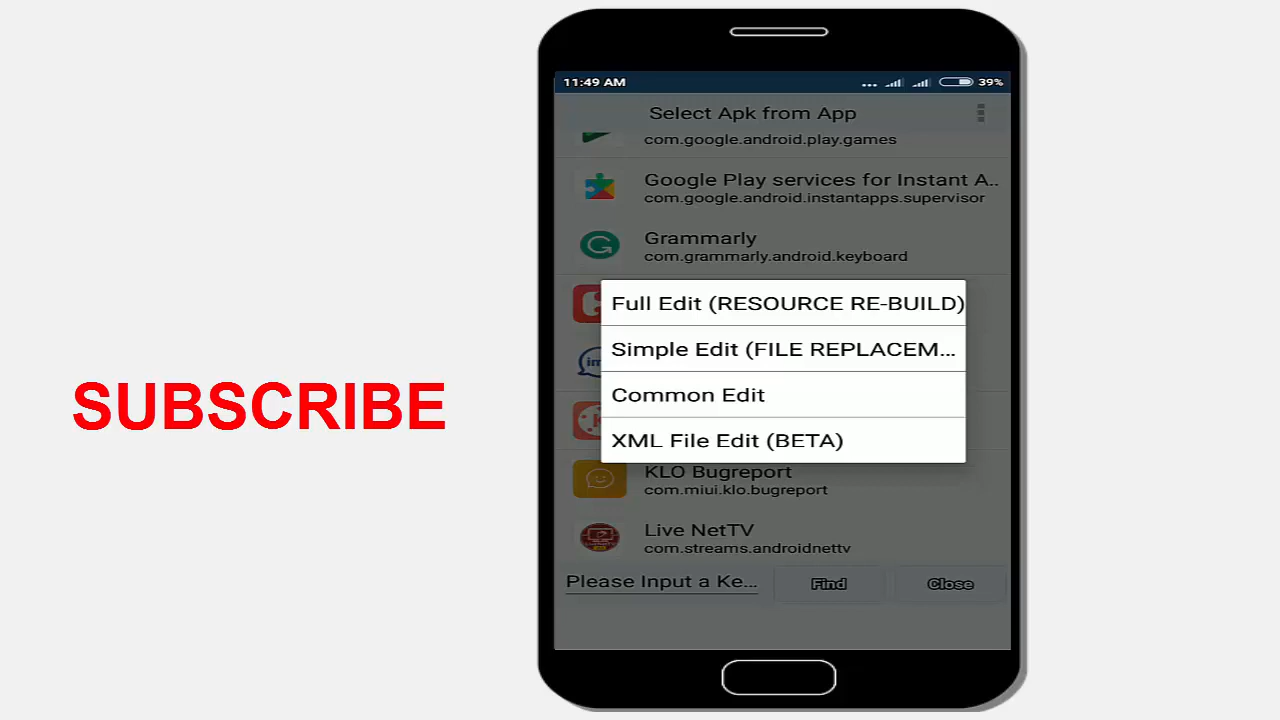 11:49 AM
39%
Select Apk from App
com.google.android.play.games
Google Play services for Instant A..
com.google.android.instantapps.supervisor
Grammarly
com.grammarly.android.keyboard
Full Edit (RESOURCE RE-BUILD)
Simple Edit (FILE REPLACEM...
Common Edit
XML File Edit (BETA)
SUBSCRIBE
KLO Bugreport
com.miui.klo.bugreport
Live NetTV
com.streams.androidnettv
Please Input a Ke...
Find
Close